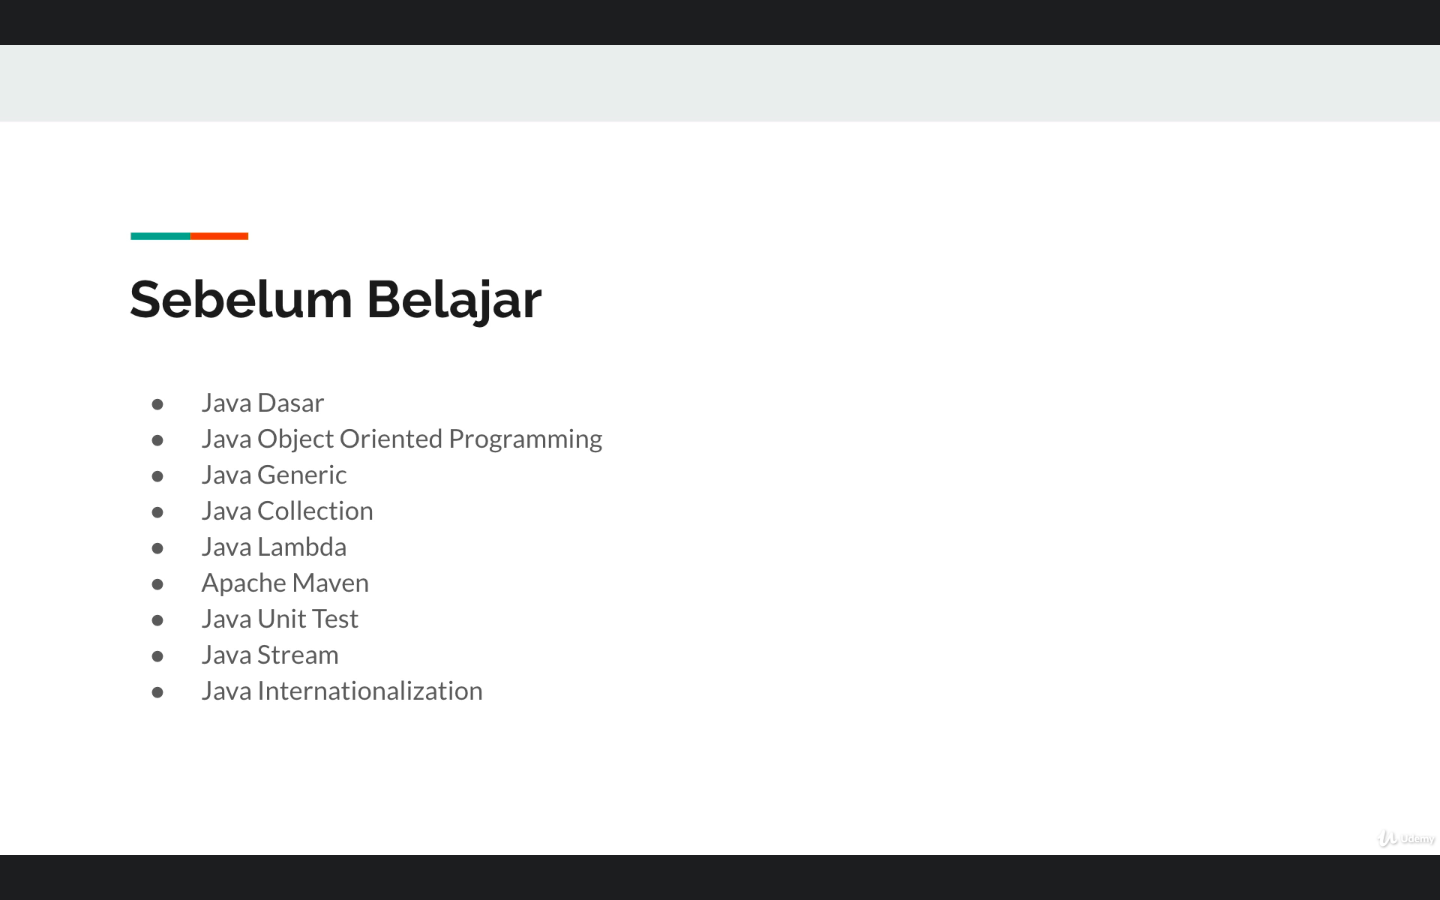 Sebelum Belajar
● Java Dasar
● Java Object Oriented Programming
● Java Generic
● Java Collection
● Java Lambda
● Apache Maven
● Java Unit Test
● Java Stream
● Java Internationalization
Udemy